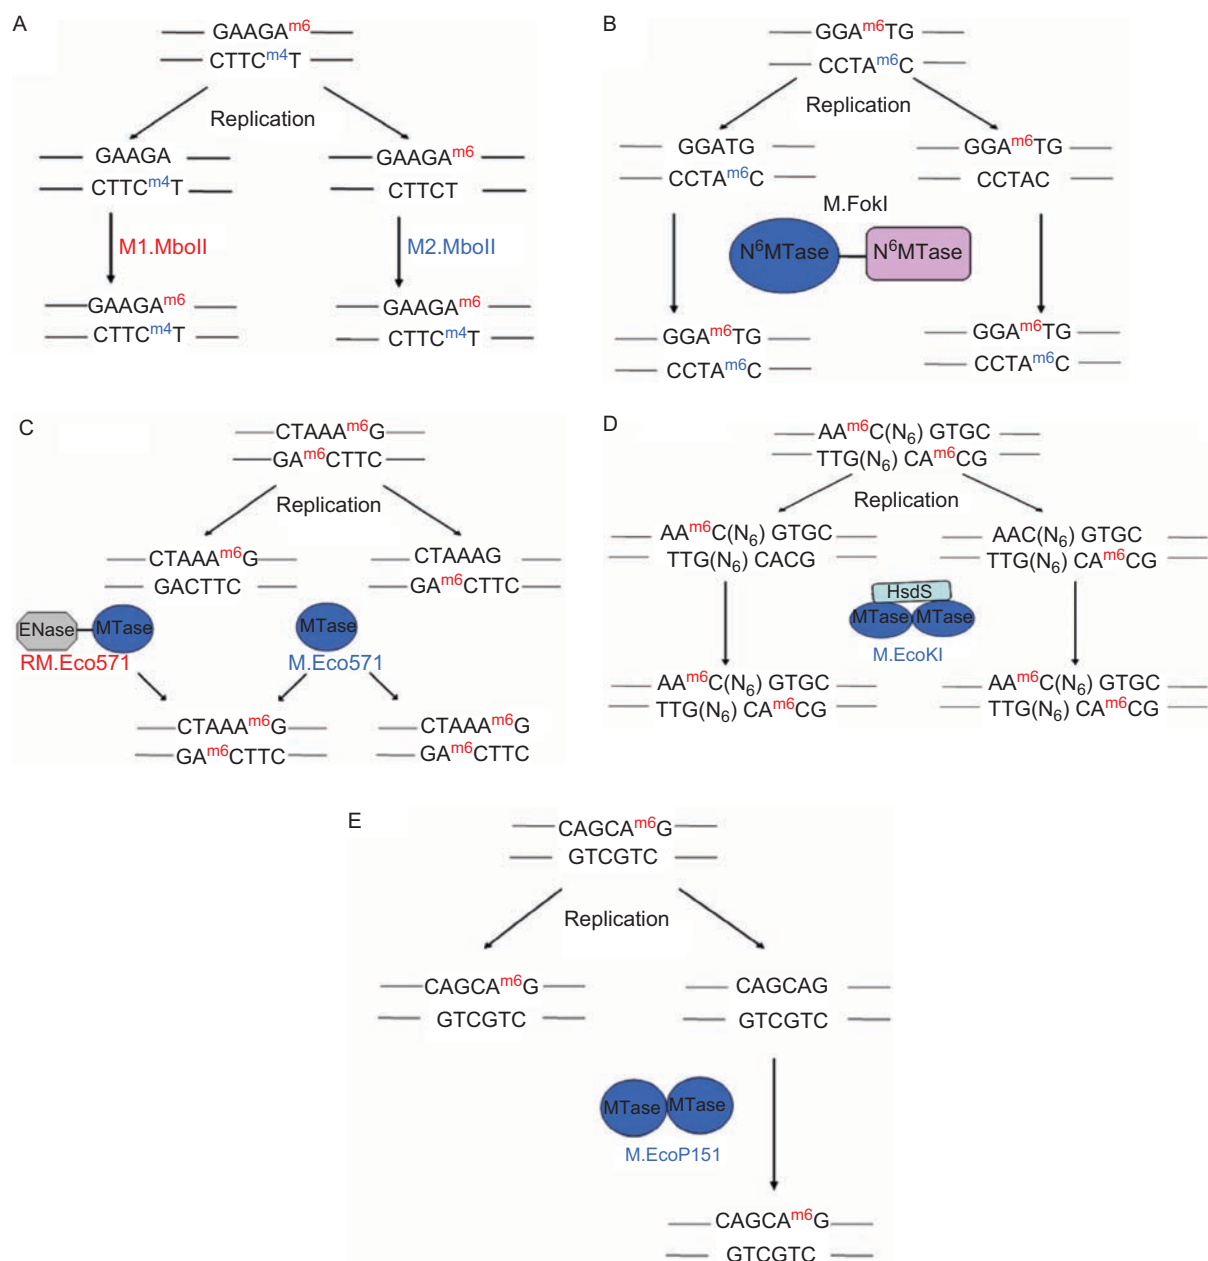 A
GAAGAm6
CTTCm4T
Replication
GAAGA
CTTCm4T
GAAGAm6
CTTCT
M1.MboII
M2.MboII
GAAGAm6
CTTCm4T
GAAGAm6
CTTCm4T
B
GGAm6TG
CCTAm6C
Replication
GGATG
CCTAm6C
GGAm6TG
CCTAC
M.FokI
N6MTase
N6MTase
GGAm6TG
CCTAm6C
GGAm6TG
CCTAm6C
C
CTAAAm6G
GAm6CTTC
Replication
CTAAAm6G
GACTTC
CTAAAG
GAm6CTTC
ENase
MTase
RM.Eco571
MTase
M.Eco571
CTAAAm6G
GAm6CTTC
CTAAAm6G
GAm6CTTC
D
AAm6C(N6) GTGC
TTG(N6) CAm6CG
Replication
AAm6C(N6) GTGC
TTG(N6) CACG
AAC(N6) GTGC
TTG(N6) CAm6CG
HsdS
MTase
MTase
M.EcoKI
AAm6C(N6) GTGC
TTG(N6) CAm6CG
AAm6C(N6) GTGC
TTG(N6) CAm6CG
E
CAGCAm6G
GTCGTC
Replication
CAGCAm6G
GTCGTC
CAGCAG
GTCGTC
MTase
MTase
M.EcoP151
CAGCAm6G
GTCGTC